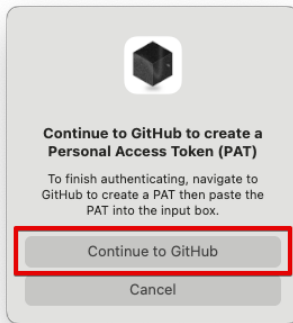 Continue to GitHub to create a
Personal Access Token (PAT)
To finish authenticating, navigate to
GitHub to create a PAT then paste the
PAT into the input box.
Continue to GitHub
Cancel